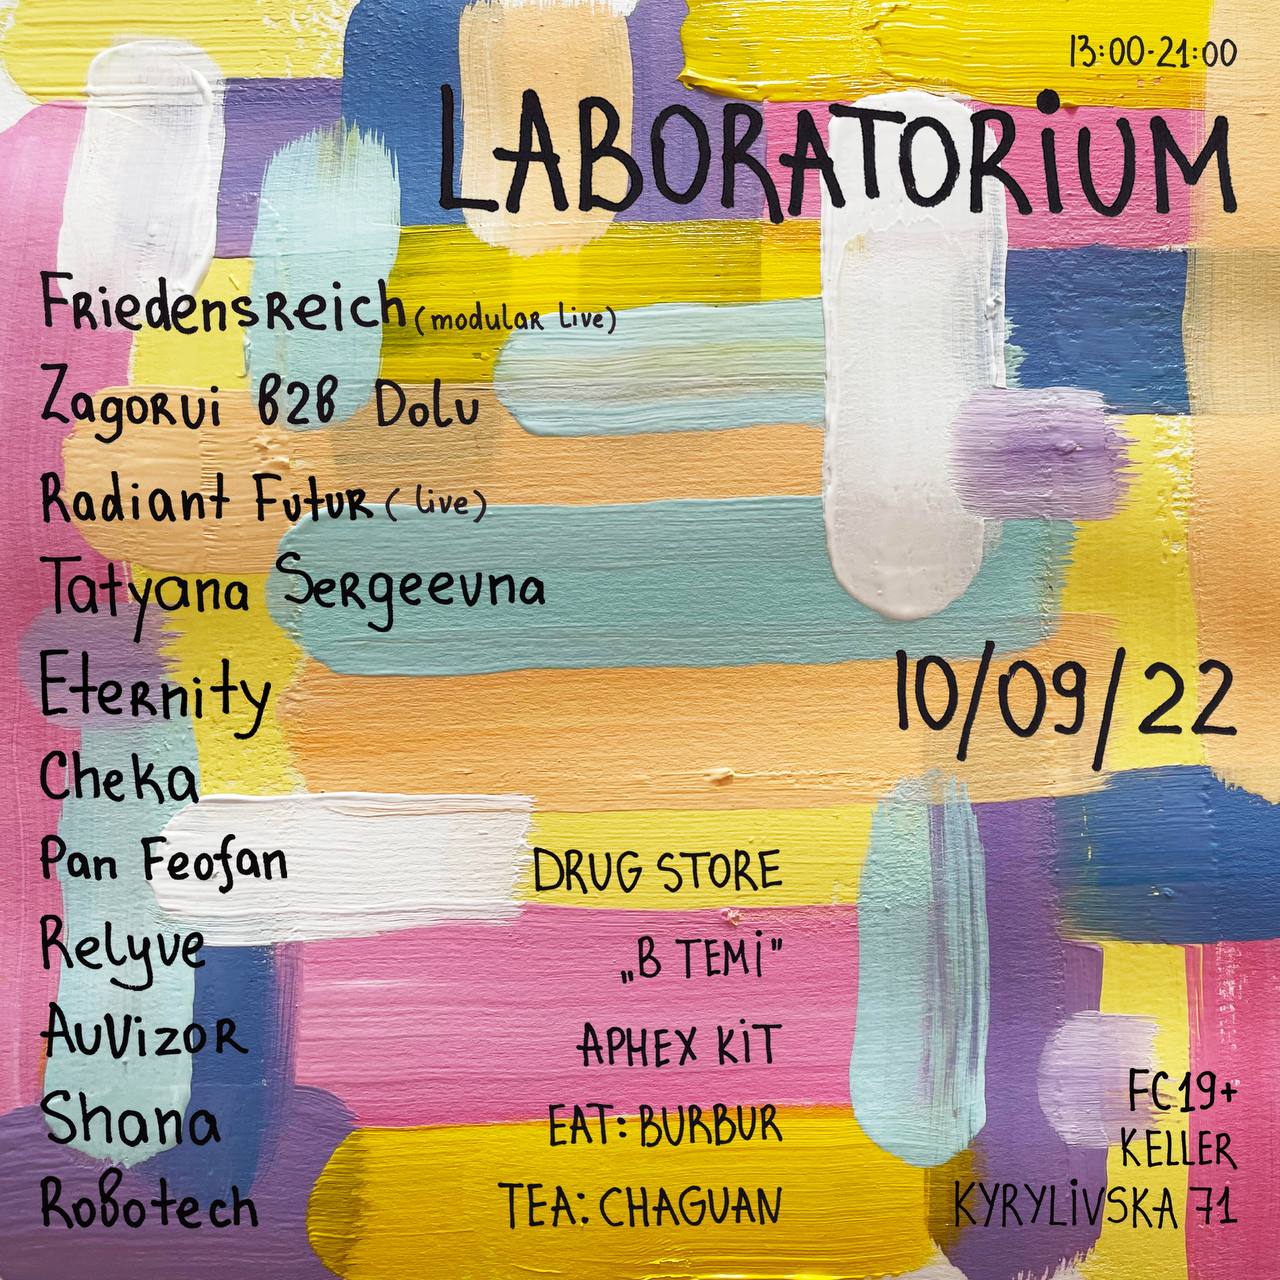 13:00-21:00
LABORATORiUM
Friedensreich (modular live)
Zagorui B2B Dolu
Radiant Futur (live)
Tatyana Sergeevna
Eternity
Cheka
Pan Feofan
Relyve
AuVizor
Shana
Robotech
10/09/22
DRUG STORE
„В ТЕМі"
APHEX KiT
EAT: BURBUR
TEA: CHAGUAN
FC19+
KELLER
KYRYLiVSKA 71